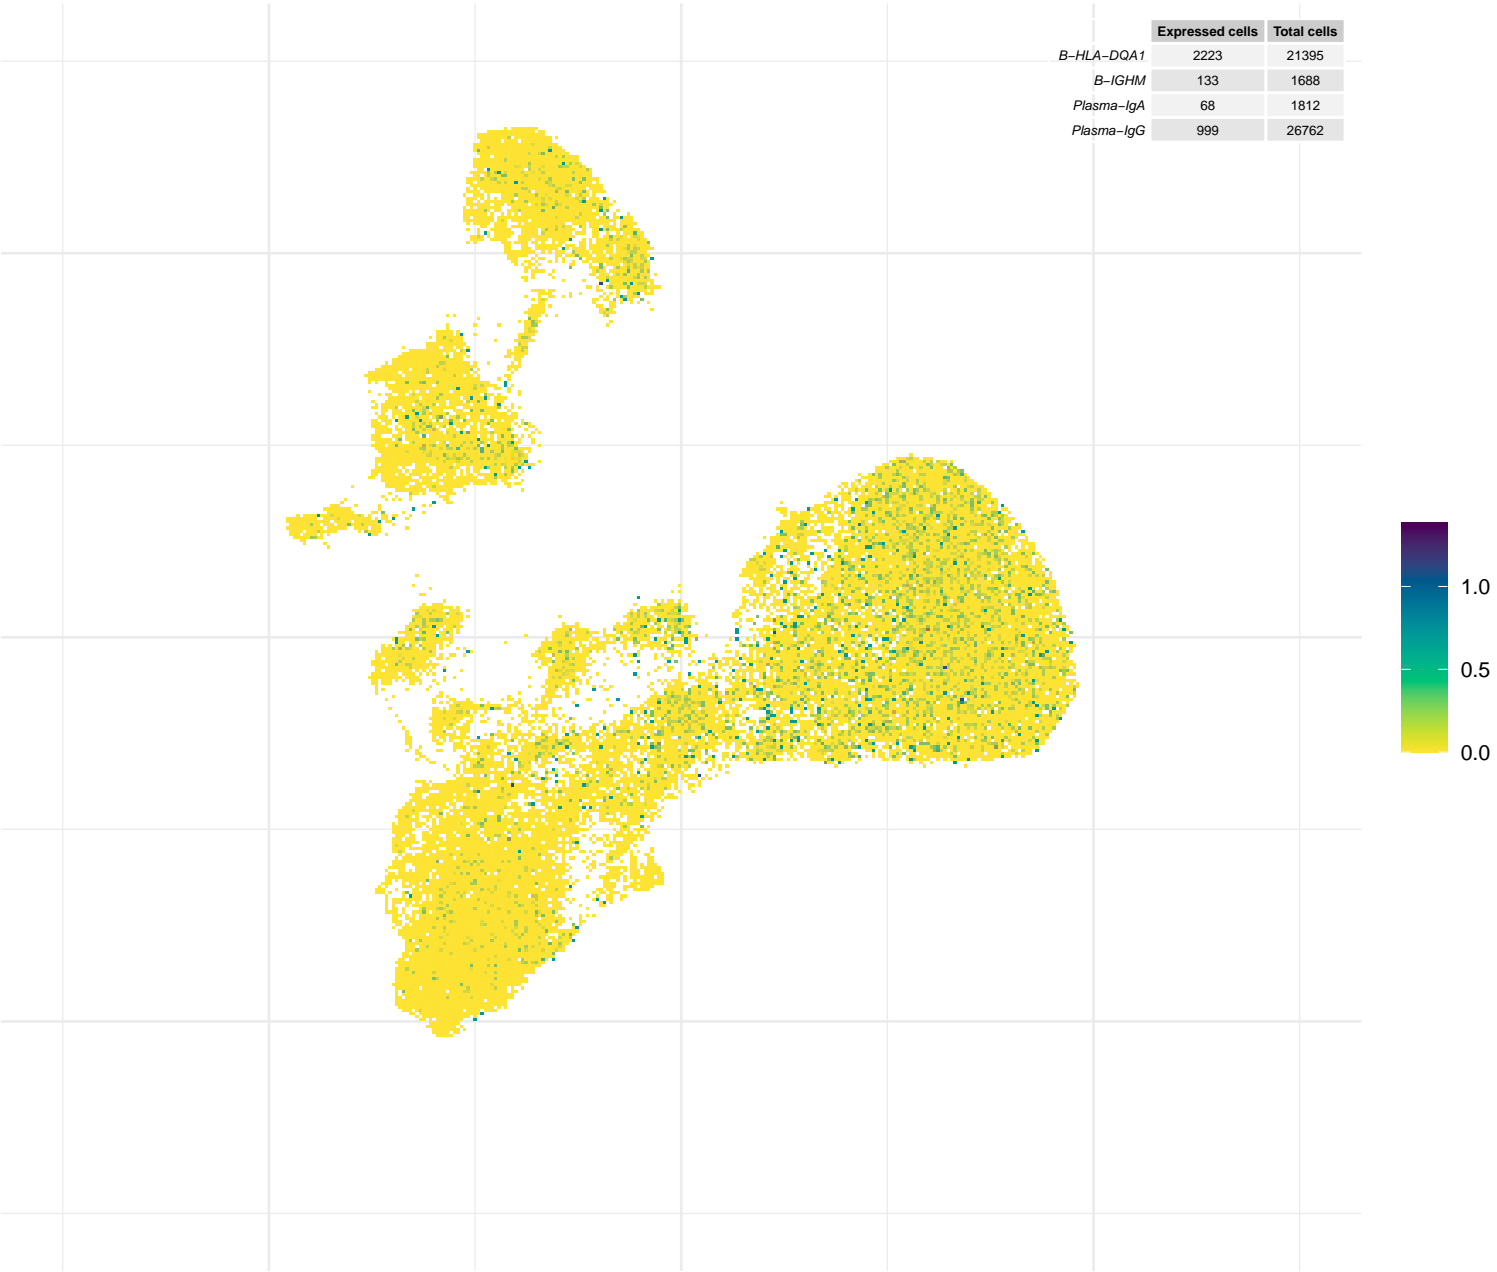 Expressed cells Total cells
B−HLA−DQA1 2223 21395
B−IGHM 133 1688
Plasma−IgA 68 1812
Plasma−IgG 999 26762
1.0
0.5
0.0